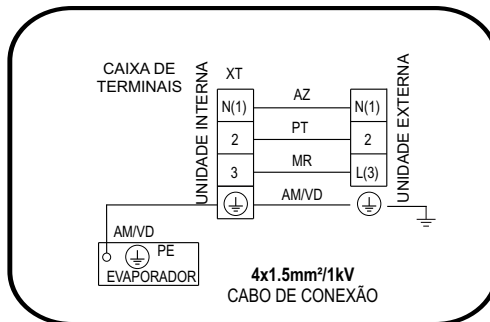 CAIXA DE
TERMINAIS
UNIDADE INTERNA
XT
N(1)
2
3
AZ
PT
MR
AM/VD
N(1)
2
L(3)
UNIDADE EXTERNA
AM/VD
PE
EVAPORADOR
4x1.5mm²/1kV
CABO DE CONEXÃO